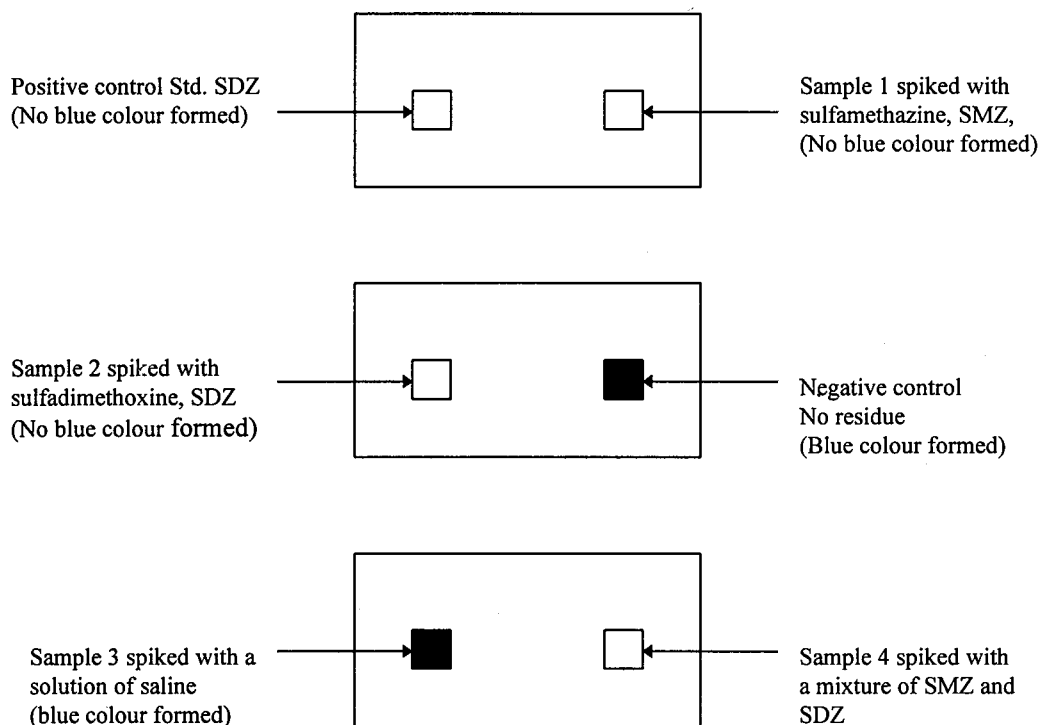 Positive control Std. SDZ
(No blue colour formed)
Sample 1 spiked with
sulfamethazine, SMZ,
(No blue colour formed)
Sample 2 spiked with
sulfadimethoxine, SDZ
(No blue colour formed)
Negative control
No residue
(Blue colour formed)
Sample 3 spiked with a
solution of saline
(blue colour formed)
Sample 4 spiked with
a mixture of SMZ and
SDZ